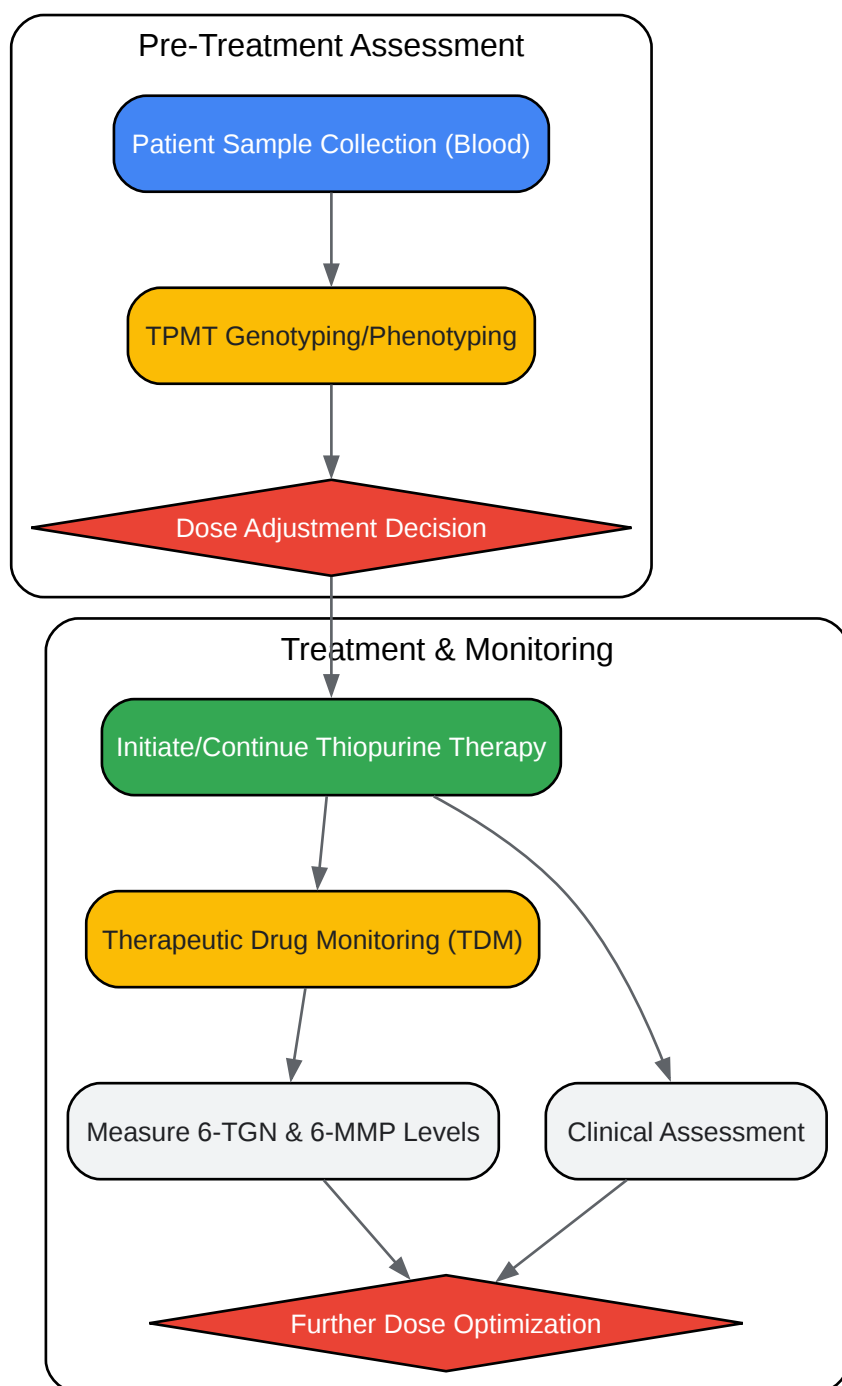 Pre-Treatment Assessment
Patient Sample Collection (Blood)
TPMT Genotyping/Phenotyping
Dose Adjustment Decision
Treatment & Monitoring
Initiate/Continue Thiopurine Therapy
Therapeutic Drug Monitoring (TDM)
Measure 6-TGN & 6-MMP Levels
Clinical Assessment
Further Dose Optimization